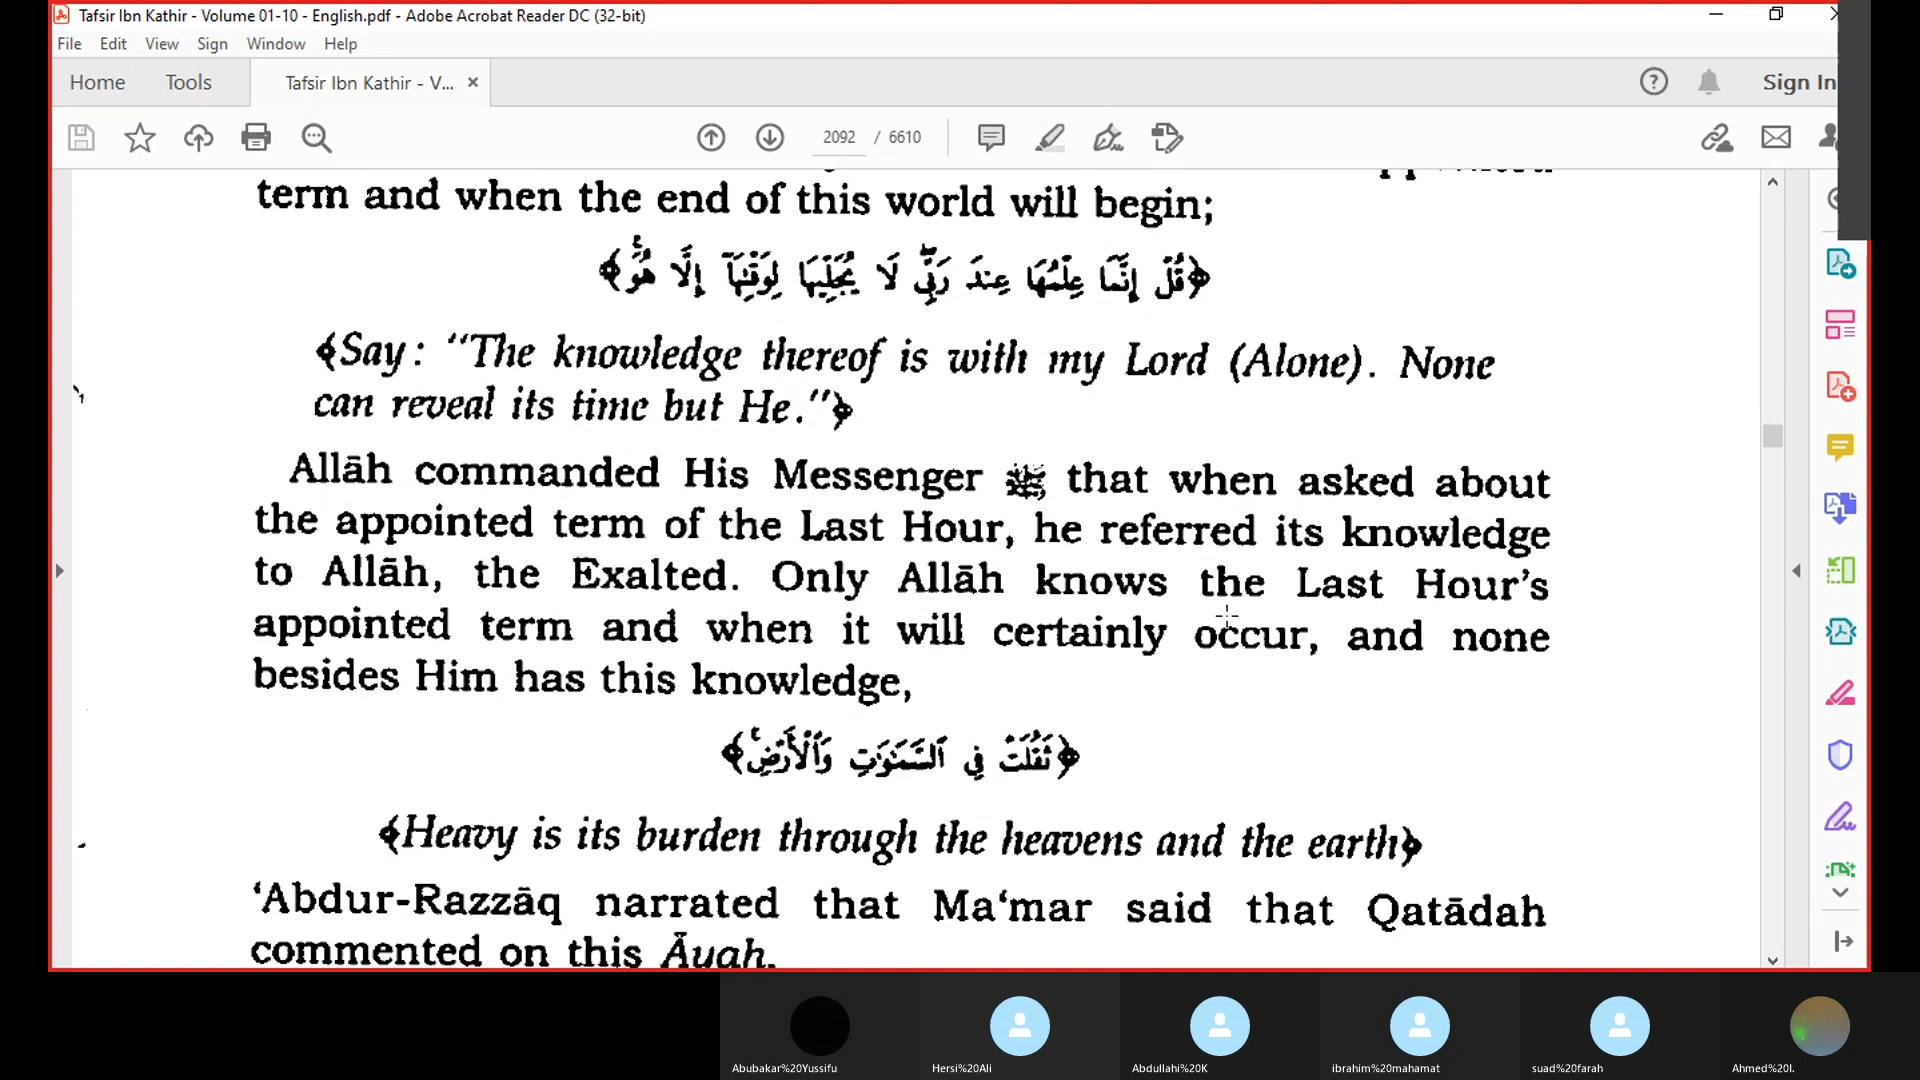 Tafsir Ibn Kathir - Volume 01-10 - English.pdf - Adobe Acrobat Reader DC (32-bit)
File Edit View Sign Window Help
Home Tools Tafsir Ibn Kathir - V... × Sign In
2092 / 6610
term and when the end of this world will begin;
﴿قُلْ إِنَّمَا عِلْمُهَا عِندَ رَبِّيۖ لَا يُجَلِّيهَا لِوَقْتِهَآ إِلَّا هُوَۚ﴾
﴾Say: "The knowledge thereof is with my Lord (Alone). None
can reveal its time but He."﴿
Allāh commanded His Messenger ﷺ that when asked about
the appointed term of the Last Hour, he referred its knowledge
to Allāh, the Exalted. Only Allāh knows the Last Hour's
appointed term and when it will certainly occur, and none
besides Him has this knowledge,
﴿ثَقُلَتْ فِي ٱلسَّمَٰوَٰتِ وَٱلْأَرْضِۚ﴾
﴾Heavy is its burden through the heavens and the earth﴿
'Abdur-Razzāq narrated that Ma'mar said that Qatādah
commented on this Āyah,
Abubakar%20Yussifu Hersi%20Ali Abdullahi%20K ibrahim%20mahamat suad%20farah Ahmed%20I.